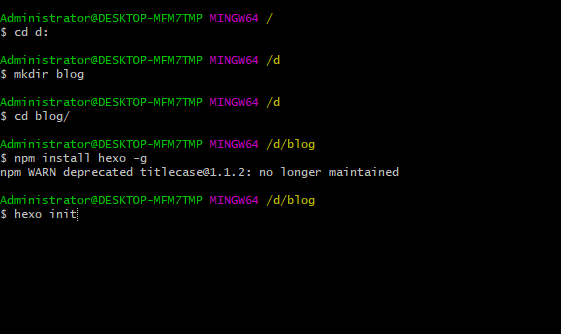 Administrator@DESKTOP-MFM7TMP MINGW64 /
$ cd d:
Administrator@DESKTOP-MFM7TMP MINGW64 /d
$ mkdir blog
Administrator@DESKTOP-MFM7TMP MINGW64 /d
$ cd blog/
Administrator@DESKTOP-MFM7TMP MINGW64 /d/blog
$ npm install hexo -g
npm WARN deprecated titlecase@1.1.2: no longer maintained
Administrator@DESKTOP-MFM7TMP MINGW64 /d/blog
$ hexo init